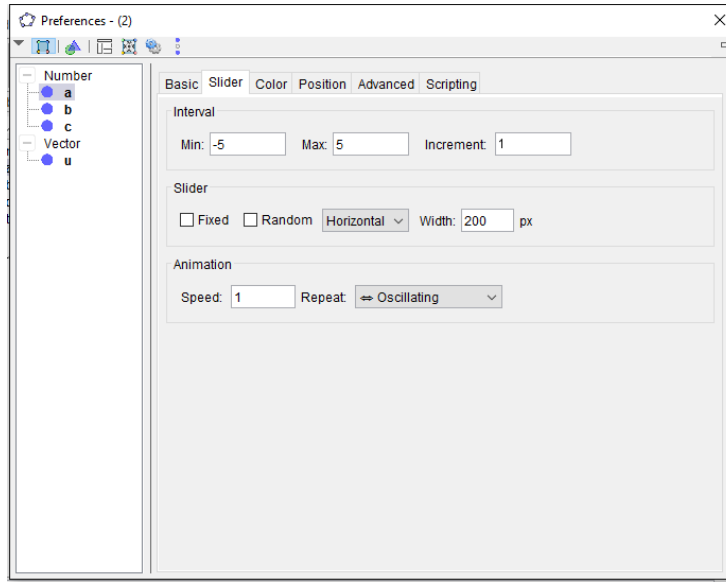 Preferences - (2)
Number
a
b
c
Vector
u
Basic Slider Color Position Advanced Scripting
Interval
Min: -5 Max: 5 Increment: 1
Slider
Fixed Random Horizontal Width: 200 px
Animation
Speed: 1 Repeat: ⇔ Oscillating